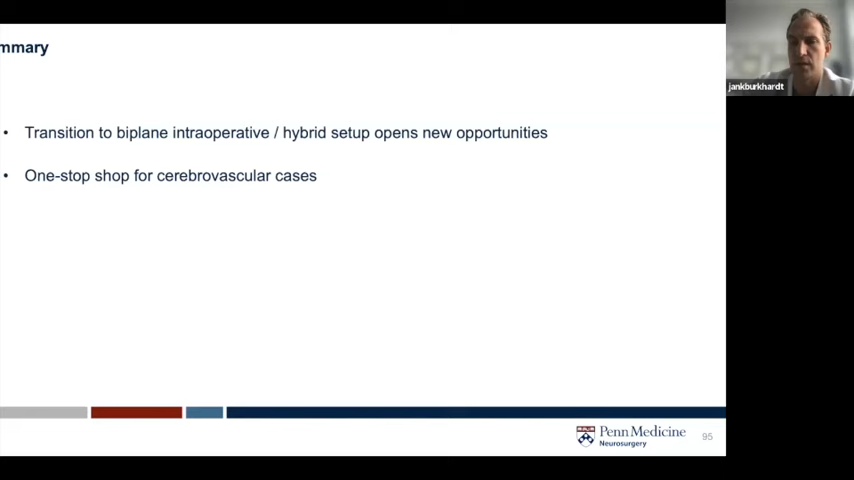 mmary
jankburkhardt
• Transition to biplane intraoperative / hybrid setup opens new opportunities
• One-stop shop for cerebrovascular cases
Penn Medicine
Neurosurgery
95